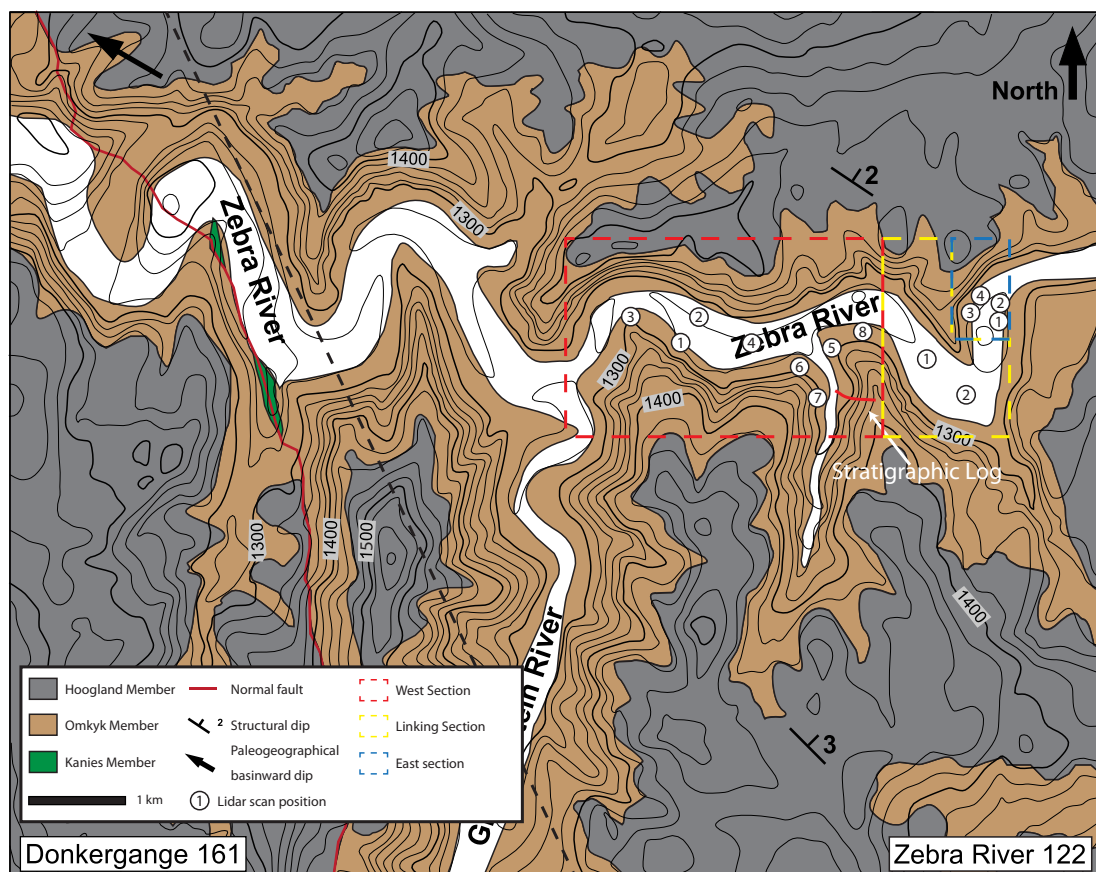 North
1400
1300
2
Zebra River
Zebra River
4
3
2
1
3
2
1
4
5
8
6
7
1
2
1300
1400
1300
Stratigraphic Log
1300
1400
1500
1400
3
Hoogland Member
Normal fault
West Section
Omkyk Member
2
Structural dip
Linking Section
Kanies Member
Paleogeographical
basinward dip
East section
1 km
1
Lidar scan position
River
Donkergange 161
Zebra River 122